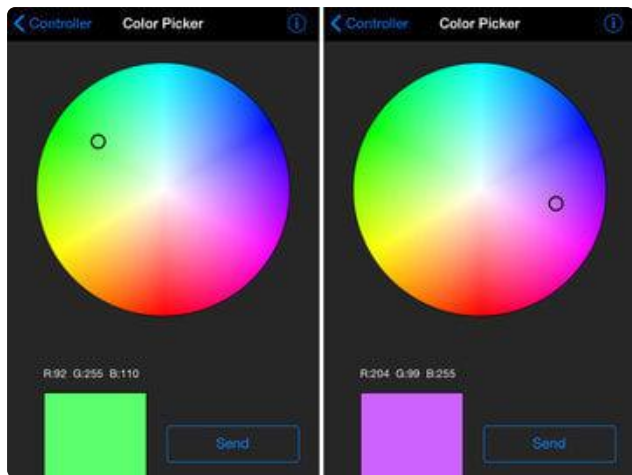 Controller Color Picker
R:92 G:255 B:110
Send
Controller Color Picker
R:204 G:99 B:255
Send